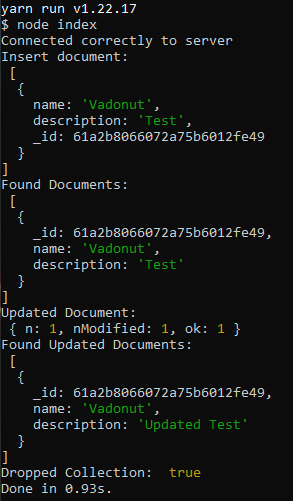 yarn run v1.22.17
$ node index
Connected correctly to server
Insert document:
 [
  {
    name: 'Vadonut',
    description: 'Test',
    _id: 61a2b8066072a75b6012fe49
  }
]
Found Documents:
 [
  {
    _id: 61a2b8066072a75b6012fe49,
    name: 'Vadonut',
    description: 'Test'
  }
]
Updated Document:
 { n: 1, nModified: 1, ok: 1 }
Found Updated Documents:
 [
  {
    _id: 61a2b8066072a75b6012fe49,
    name: 'Vadonut',
    description: 'Updated Test'
  }
]
Dropped Collection:  true
Done in 0.93s.